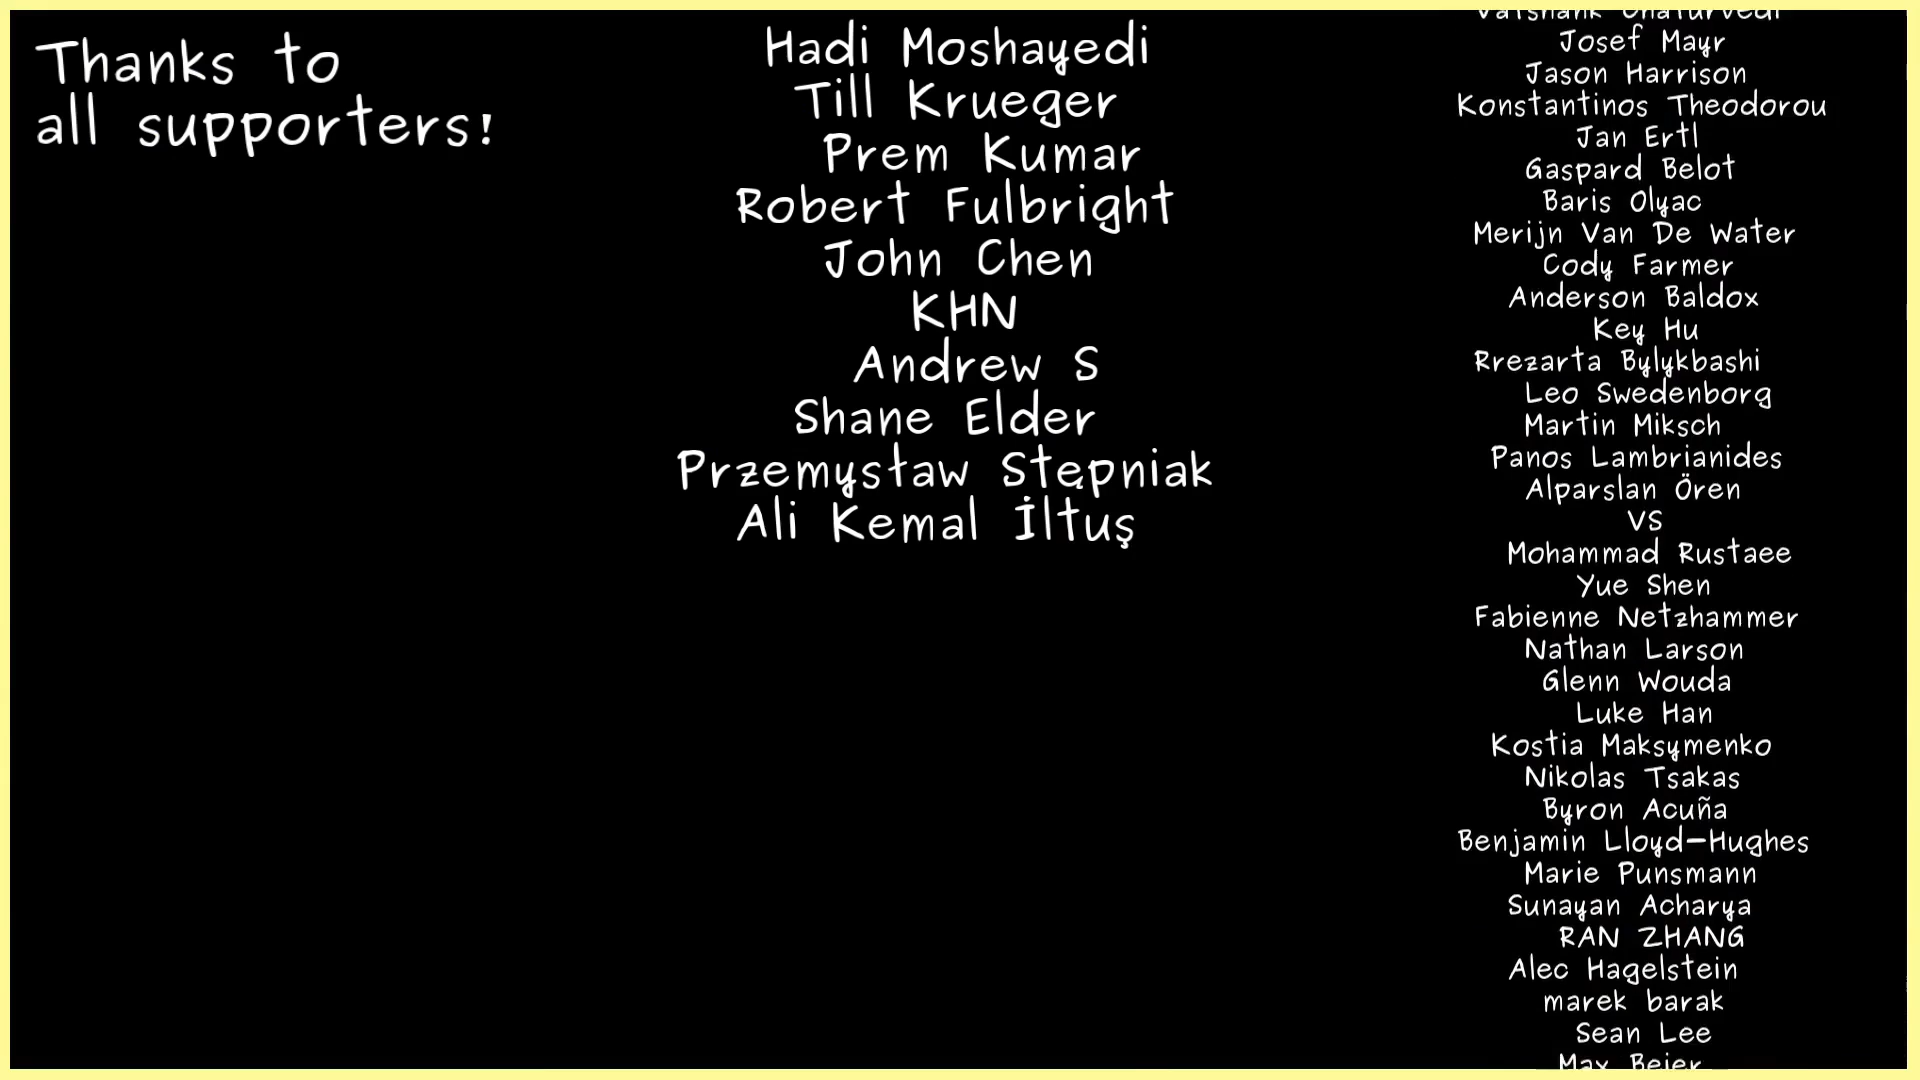 Thanks to
all supporters!
Hadi Moshayedi
Till Krueger
Prem Kumar
Robert Fulbright
John Chen
KHN
Andrew S
Shane Elder
Przemysław Stępniak
Ali Kemal İltuş
Josef Mayr
Jason Harrison
Konstantinos Theodorou
Jan Ertl
Gaspard Belot
Baris Olyac
Merijn Van De Water
Cody Farmer
Anderson Baldox
Key Hu
Rrezarta Bylykbashi
Leo Swedenborg
Martin Miksch
Panos Lambrianides
Alparslan Ören
VS
Mohammad Rustaee
Yue Shen
Fabienne Netzhammer
Nathan Larson
Glenn Wouda
Luke Han
Kostia Maksymenko
Nikolas Tsakas
Byron Acuña
Benjamin Lloyd-Hughes
Marie Punsmann
Sunayan Acharya
RAN ZHANG
Alec Hagelstein
marek barak
Sean Lee
Max Beier